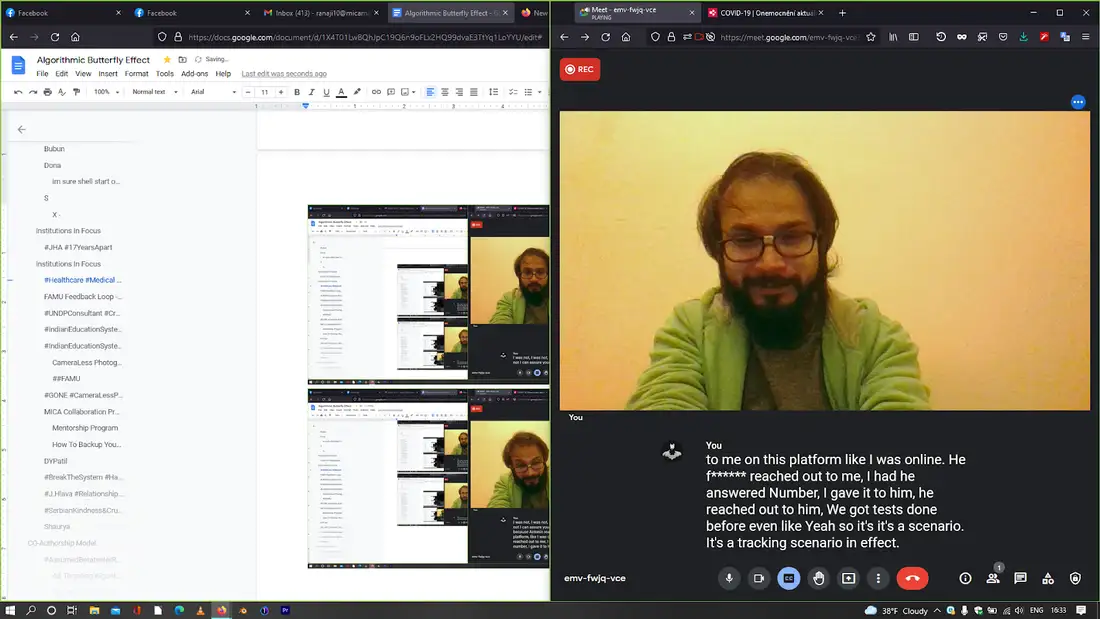 Facebook
Facebook
Inbox (413) - ranaji10@micam
Algorithmic Butterfly Effect -
New
https://docs.google.com/document/d/
Algorithmic Butterfly Effect
Saving...
File Edit View Insert Format Tools Add-ons Help Last edit was seconds ago
100% Normal text Arial 11 B I U A
Bubun
Dona
im sure shell start o...
S
X -
Institutions In Focus
#JHA #17YearsApart
Institutions In Focus
#Healthcare #Medical ...
FAMU Feedback Loop -...
#UNDPConsultant #Cr...
#IndianEducationSyste...
#IndianEducationSyste...
CameraLess Photog...
##FAMU
#GONE #CameraLessP...
MICA Collaboration Pr...
Mentorship Program
How To Backup You...
DYPatil
#BreakTheSystem #Ha...
#J.Hlava #Relationship...
#SerbianKindness&Cru...
Shaurya
CO-Authorship Model
Meet - emv-fwjq-vce
PLAYING
COVID-19 | Onemocnění aktuál
https://meet.google.com/emv-fwjq-vce
REC
You
You
to me on this platform like I was online. He
f****** reached out to me, I had he
answered Number, I gave it to him, he
reached out to him, We got tests done
before even like Yeah so it's it's a scenario.
It's a tracking scenario in effect.
emv-fwjq-vce
CC
1
38°F Cloudy ENG 16:33